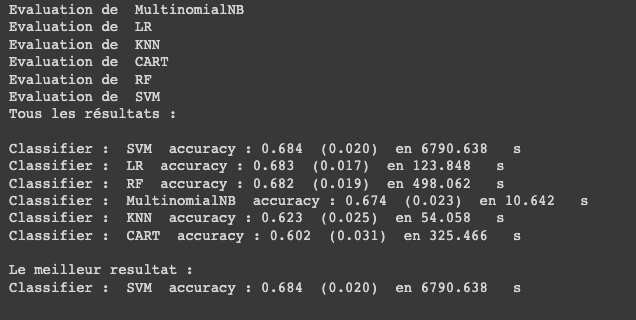 Evaluation de  MultinomialNB
Evaluation de  LR
Evaluation de  KNN
Evaluation de  CART
Evaluation de  RF
Evaluation de  SVM
Tous les résultats :
Classifier :  SVM  accuracy : 0.684  (0.020)  en 6790.638   s
Classifier :  LR  accuracy : 0.683  (0.017)  en 123.848   s
Classifier :  RF  accuracy : 0.682  (0.019)  en 498.062   s
Classifier :  MultinomialNB  accuracy : 0.674  (0.023)  en 10.642   s
Classifier :  KNN  accuracy : 0.623  (0.025)  en 54.058   s
Classifier :  CART  accuracy : 0.602  (0.031)  en 325.466   s
Le meilleur resultat :
Classifier :  SVM  accuracy : 0.684  (0.020)  en 6790.638   s